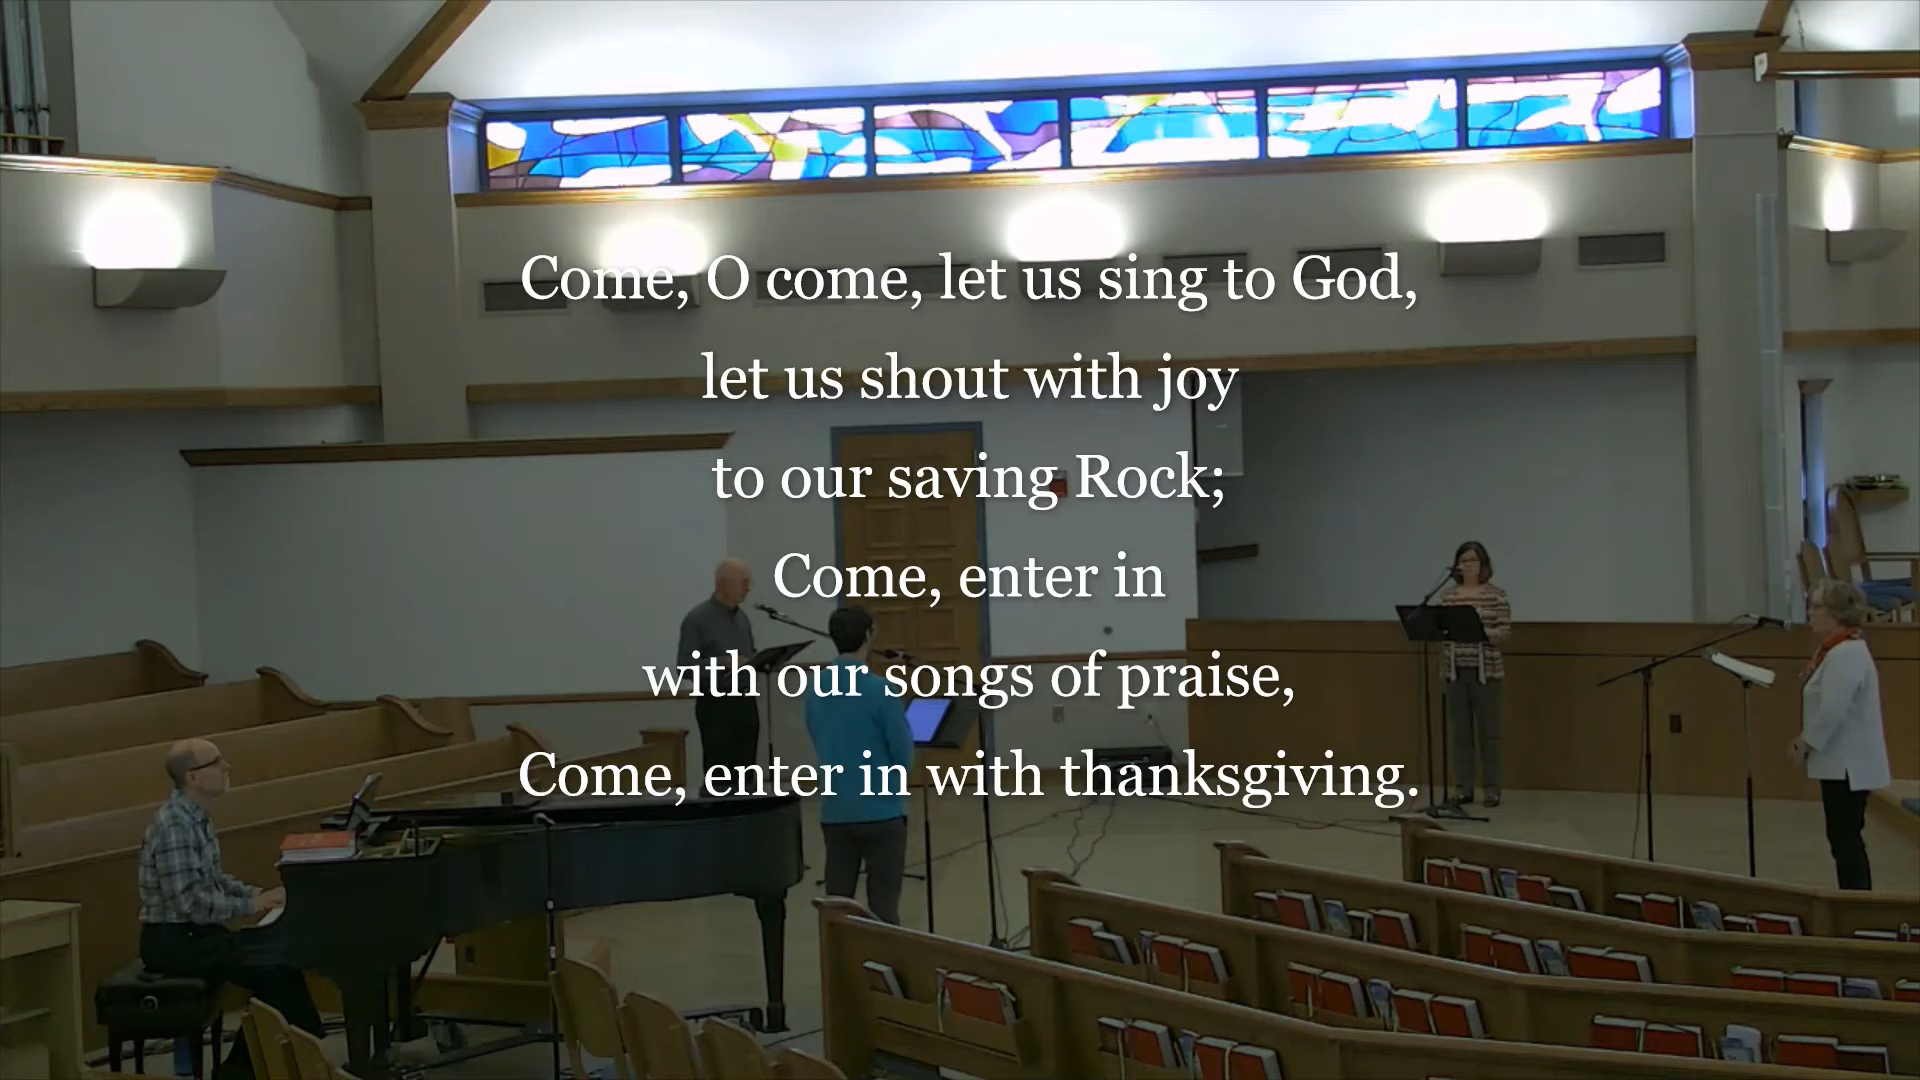 Come, O come, let us sing to God,
let us shout with joy
to our saving Rock;
Come, enter in
with our songs of praise,
Come, enter in with thanksgiving.